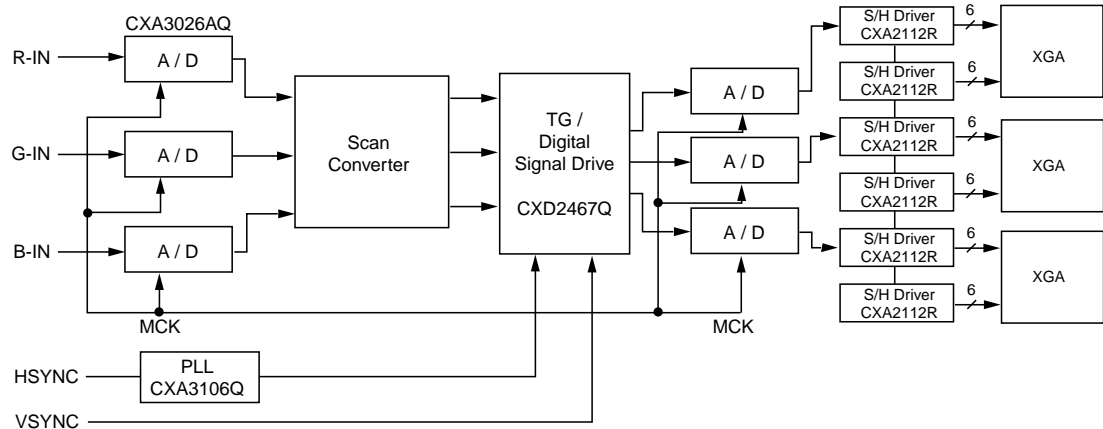 CXA3026AQ
R-IN
A / D
G-IN
A / D
B-IN
A / D
MCK
Scan
Converter
TG /
Digital
Signal Drive
CXD2467Q
A / D
A / D
A / D
MCK
S/H Driver
CXA2112R
6
S/H Driver
CXA2112R
6
XGA
S/H Driver
CXA2112R
6
S/H Driver
CXA2112R
6
XGA
S/H Driver
CXA2112R
6
S/H Driver
CXA2112R
6
XGA
HSYNC
PLL
CXA3106Q
VSYNC